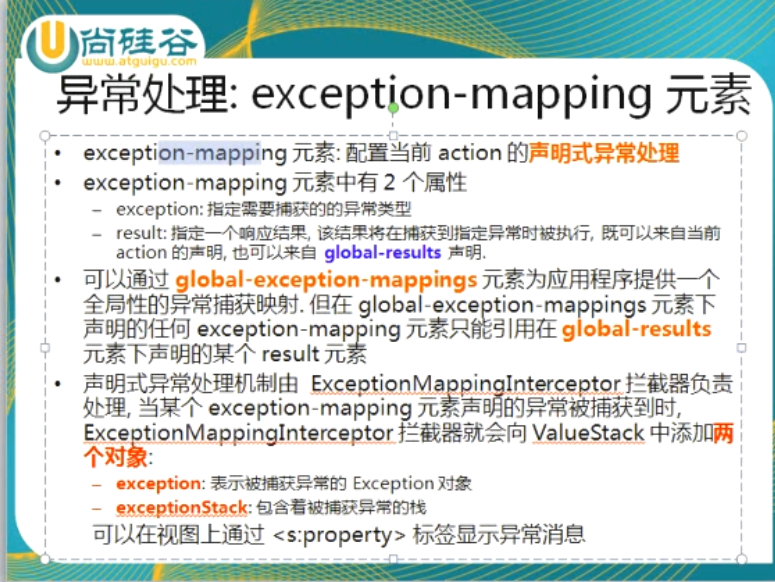 尚硅谷
www.atguigu.com
异常处理: exception-mapping 元素
• exception-mapping 元素: 配置当前 action 的声明式异常处理
• exception-mapping 元素中有 2 个属性
– exception: 指定需要捕获的的异常类型
– result: 指定一个响应结果, 该结果将在捕获到指定异常时被执行, 既可以来自当前
action 的声明, 也可以来自 global-results 声明.
• 可以通过 global-exception-mappings 元素为应用程序提供一个
全局性的异常捕获映射. 但在 global-exception-mappings 元素下
声明的任何 exception-mapping 元素只能引用在 global-results
元素下声明的某个 result 元素
• 声明式异常处理机制由 ExceptionMappingInterceptor 拦截器负责
处理, 当某个 exception-mapping 元素声明的异常被捕获到时,
ExceptionMappingInterceptor 拦截器就会向 ValueStack 中添加两
个对象:
– exception: 表示被捕获异常的 Exception 对象
– exceptionStack: 包含着被捕获异常的栈
可以在视图上通过 <s:property> 标签显示异常消息